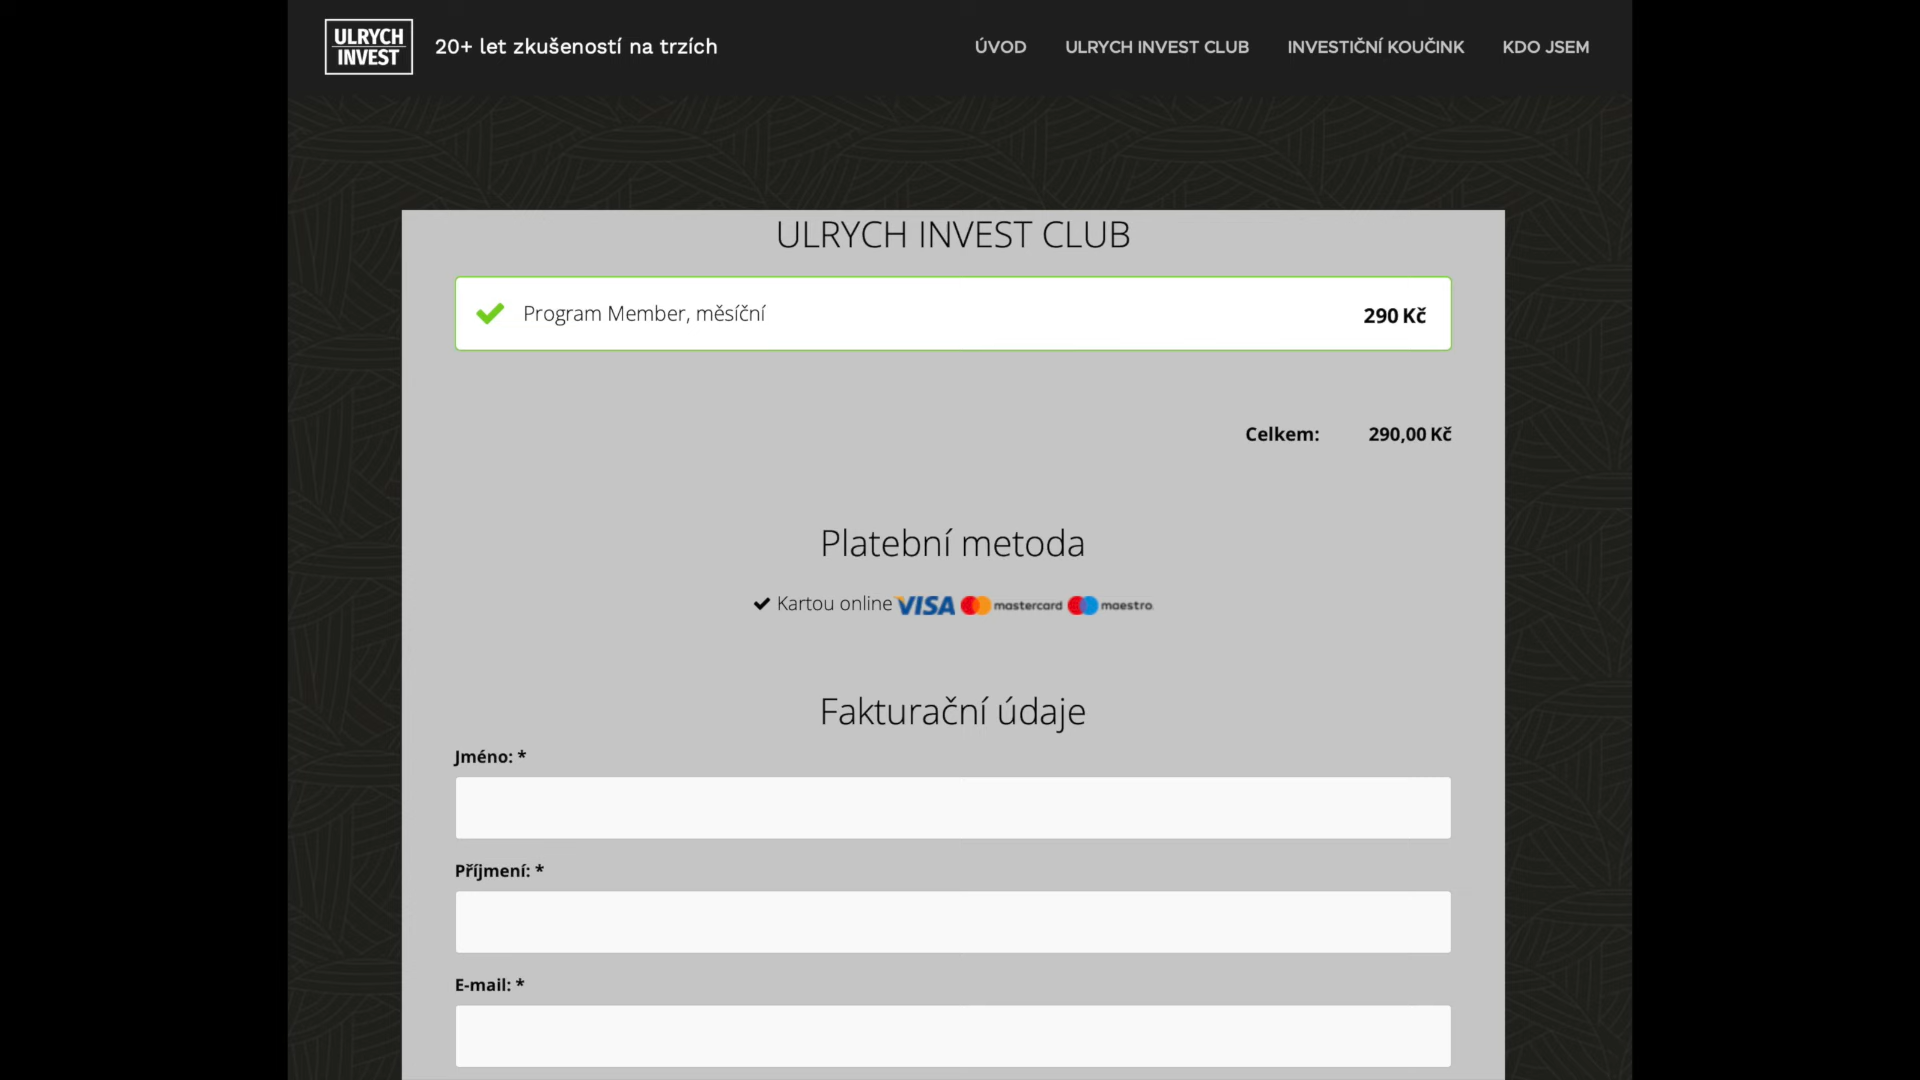 ULRYCH
INVEST
20+ let zkušeností na trzích
ÚVOD
ULRYCH INVEST CLUB
INVESTIČNÍ KOUČINK
KDO JSEM
ULRYCH INVEST CLUB
Program Member, měsíční
290 Kč
Celkem: 290,00 Kč
Platební metoda
Kartou online VISA mastercard maestro
Fakturační údaje
Jméno: *
Příjmení: *
E-mail: *